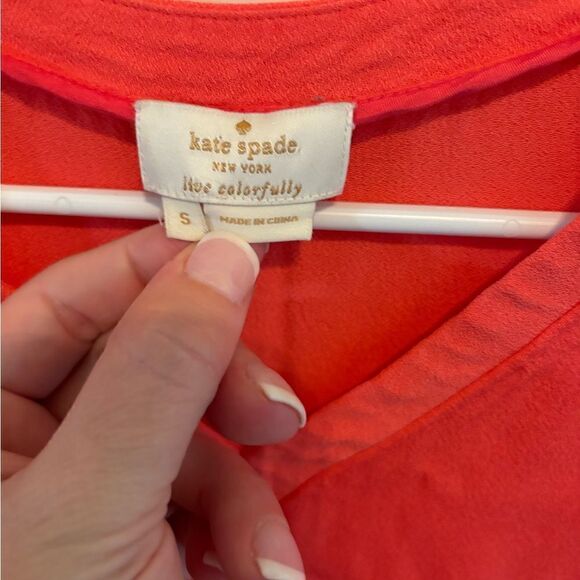 kate spade
NEW YORK
live colorfully
S
MADE IN CHINA